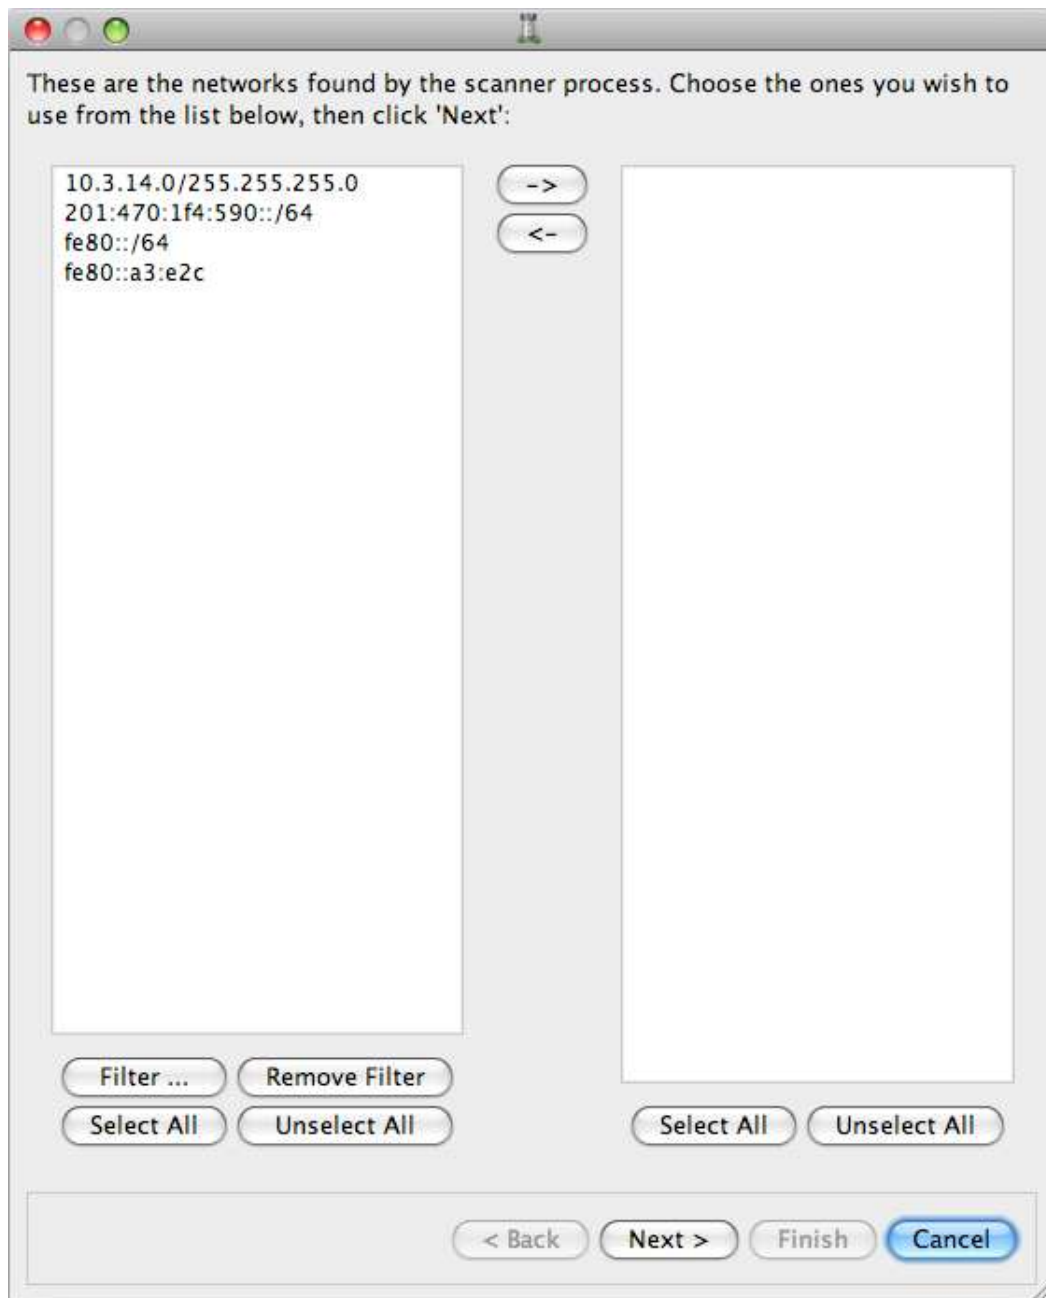 These are the networks found by the scanner process. Choose the ones you wish to
use from the list below, then click 'Next':
10.3.14.0/255.255.255.0
201:470:1f4:590::/64
fe80::/64
fe80::a3:e2c
->
<-
Filter ...
Remove Filter
Select All
Unselect All
Select All
Unselect All
< Back
Next >
Finish
Cancel